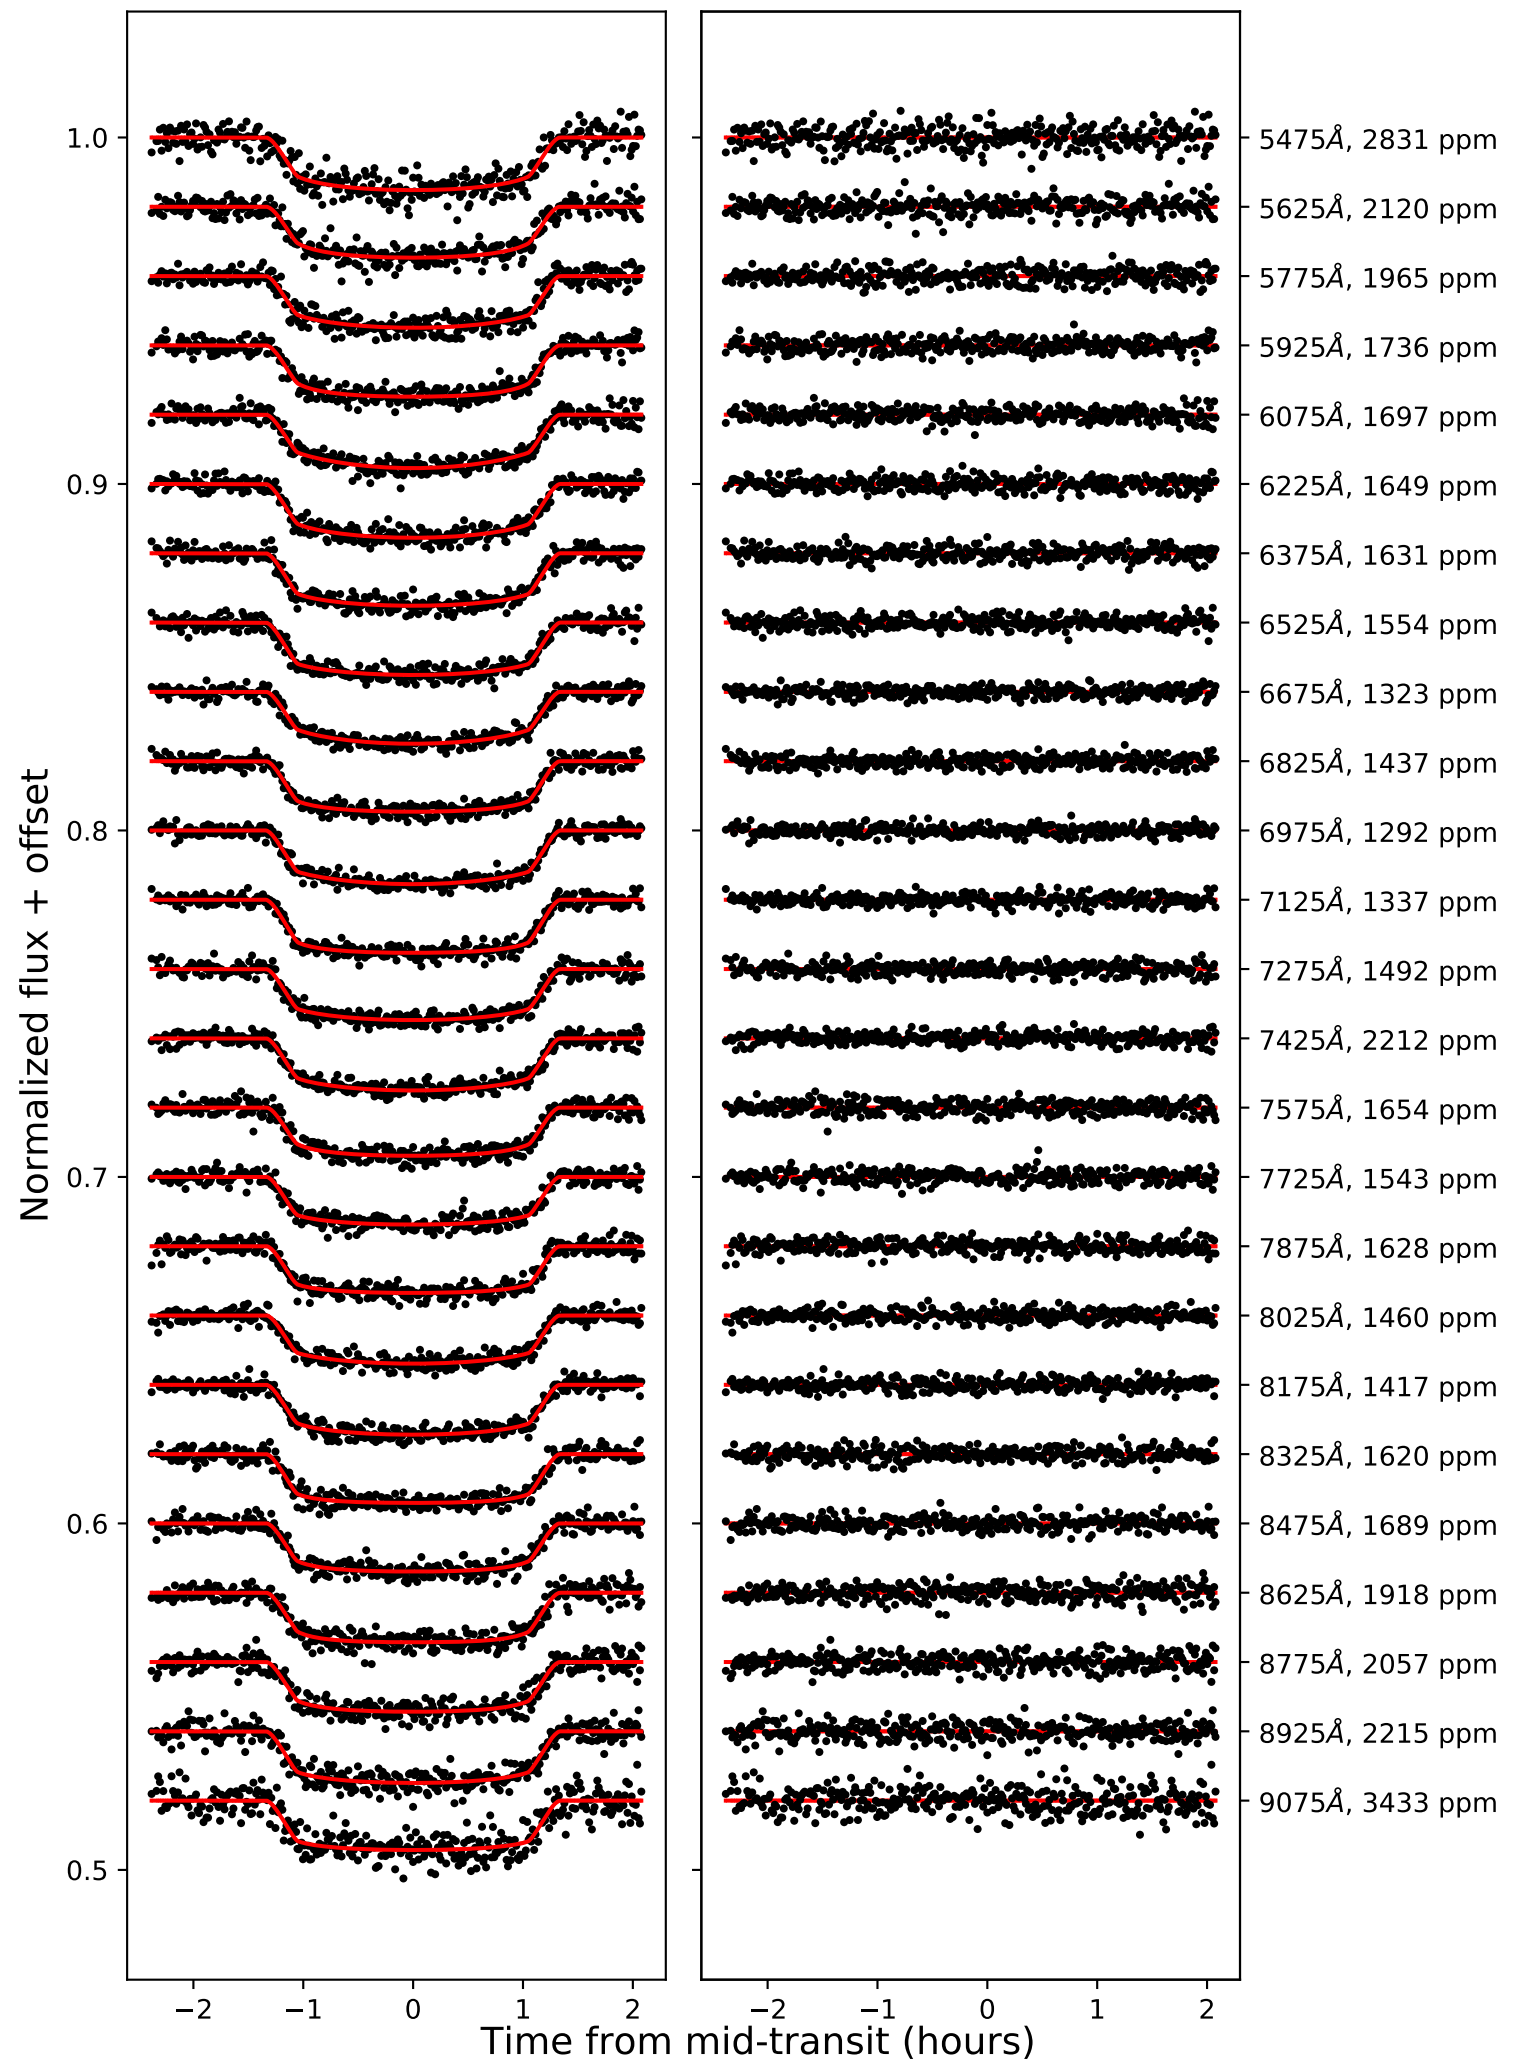 Normalized flux + offset
1.0
0.9
0.8
0.7
0.6
0.5
5475Å, 2831 ppm
5625Å, 2120 ppm
5775Å, 1965 ppm
5925Å, 1736 ppm
6075Å, 1697 ppm
6225Å, 1649 ppm
6375Å, 1631 ppm
6525Å, 1554 ppm
6675Å, 1323 ppm
6825Å, 1437 ppm
6975Å, 1292 ppm
7125Å, 1337 ppm
7275Å, 1492 ppm
7425Å, 2212 ppm
7575Å, 1654 ppm
7725Å, 1543 ppm
7875Å, 1628 ppm
8025Å, 1460 ppm
8175Å, 1417 ppm
8325Å, 1620 ppm
8475Å, 1689 ppm
8625Å, 1918 ppm
8775Å, 2057 ppm
8925Å, 2215 ppm
9075Å, 3433 ppm
−2 −1 0 1 2 −2 −1 0 1 2
Time from mid-transit (hours)